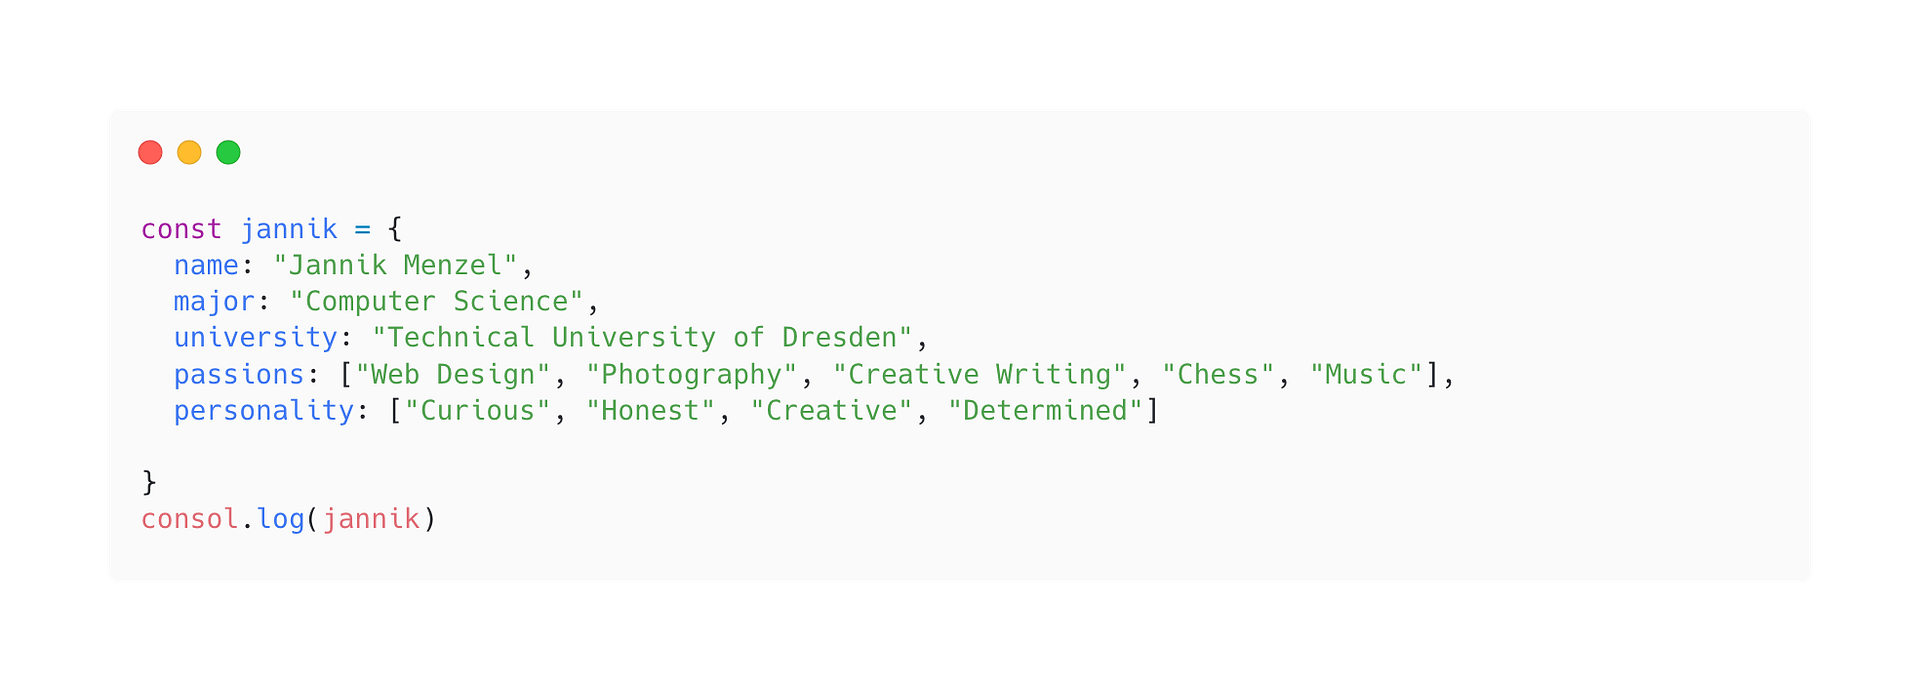 const jannik = {
  name: "Jannik Menzel",
  major: "Computer Science",
  university: "Technical University of Dresden",
  passions: ["Web Design", "Photography", "Creative Writing", "Chess", "Music"],
  personality: ["Curious", "Honest", "Creative", "Determined"]
}
consol.log(jannik)